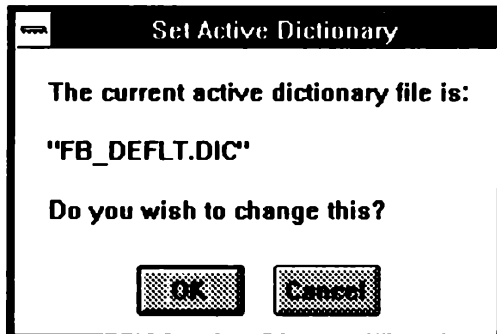 Set Active Dictionary
The current active dictionary file is:
"FB_DEFLT.DIC"
Do you wish to change this?
OK Cancel